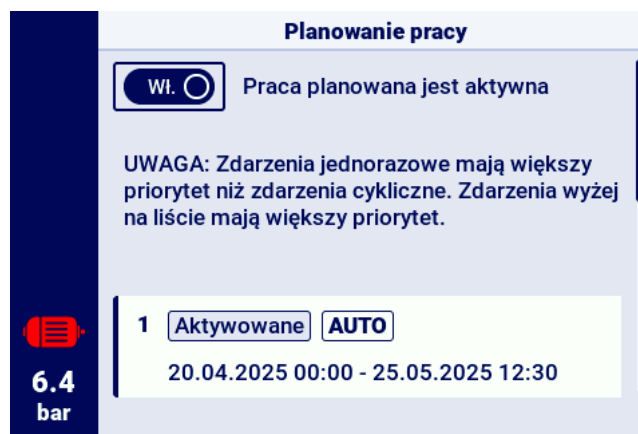 Planowanie pracy
Wł. Praca planowana jest aktywna
UWAGA: Zdarzenia jednorazowe mają większy
priorytet niż zdarzenia cykliczne. Zdarzenia wyżej
na liście mają większy priorytet.
1 Aktywowane AUTO
20.04.2025 00:00 - 25.05.2025 12:30
6.4
bar